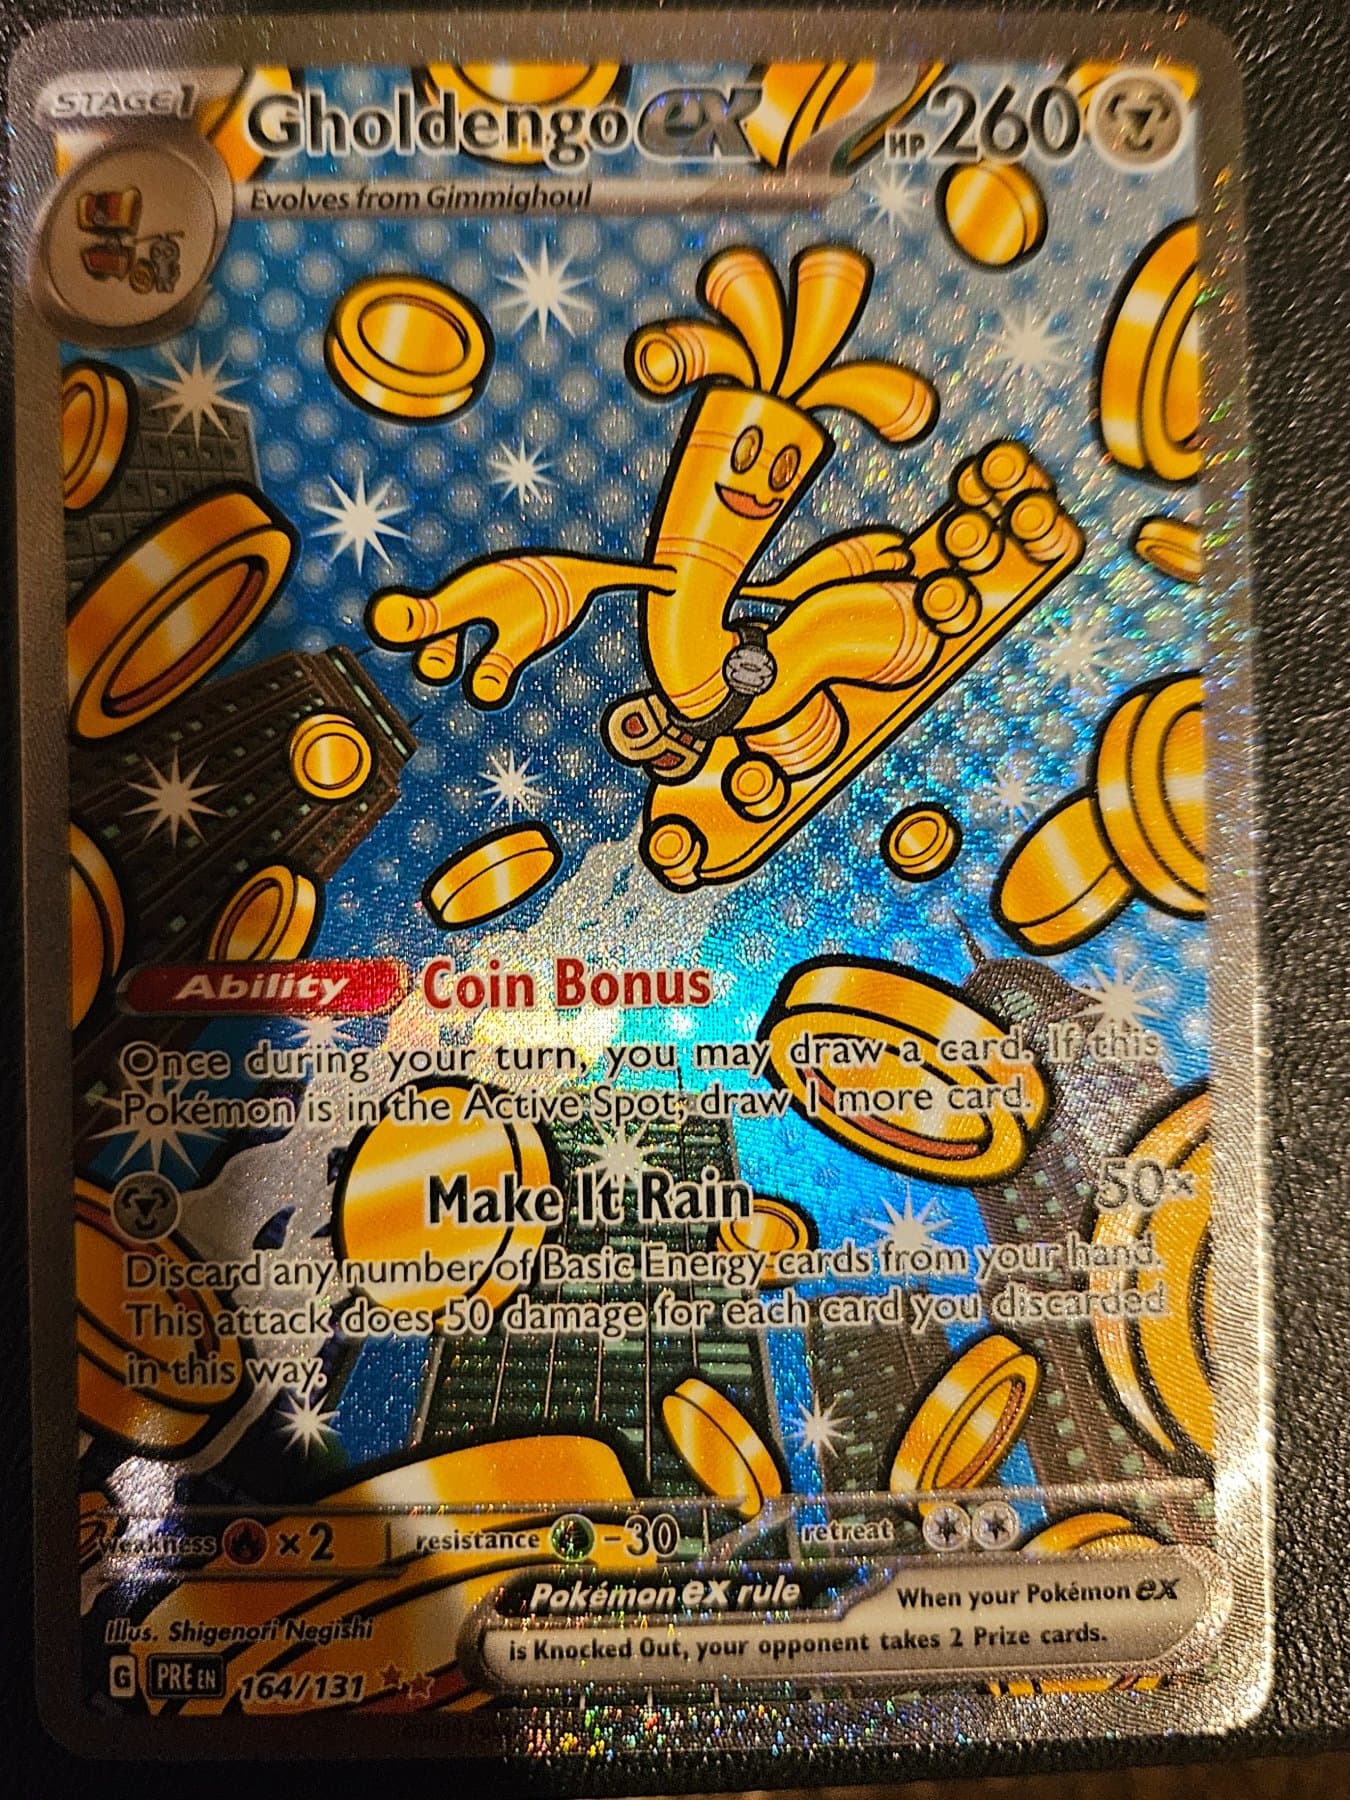 STAGE 1
Gholdengo ex
HP 260
Evolves from Gimmighoul
Ability Coin Bonus
Once during your turn, you may draw a card. If this
Pokémon is in the Active Spot, draw 1 more card.
Make It Rain 50×
Discard any number of Basic Energy cards from your hand.
This attack does 50 damage for each card you discarded
in this way.
weakness ×2 resistance -30 retreat
Pokémon ex rule When your Pokémon ex
is Knocked Out, your opponent takes 2 Prize cards.
Illus. Shigenori Negishi
G PRE EN 164/131